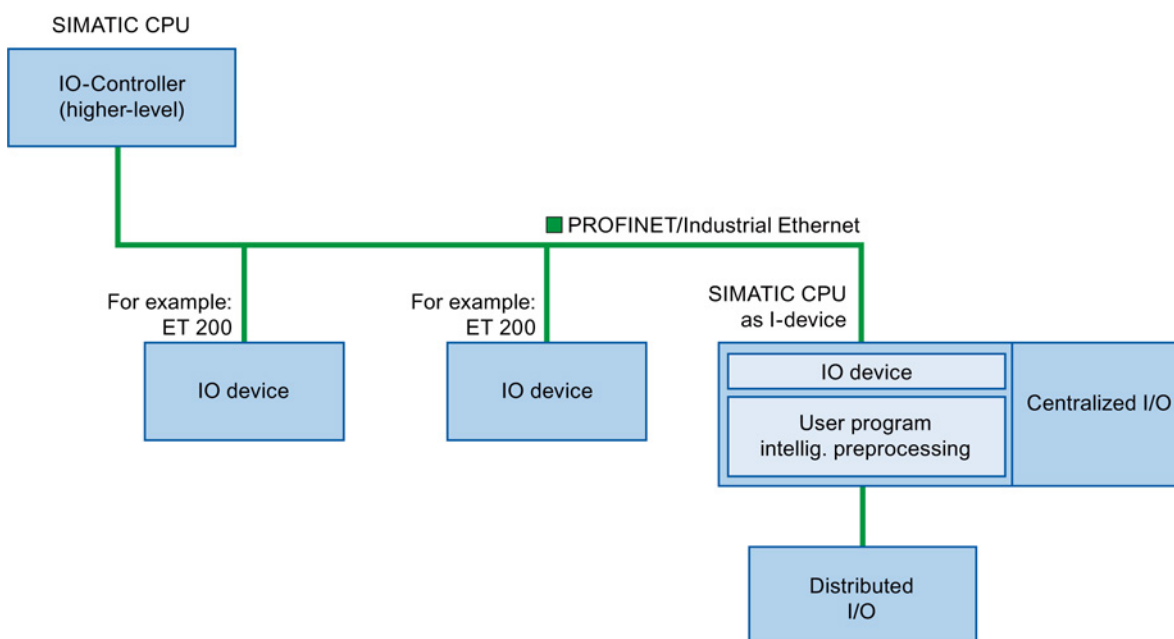 SIMATIC CPU
IO-Controller
(higher-level)
PROFINET/Industrial Ethernet
For example:
ET 200
IO device
For example:
ET 200
IO device
SIMATIC CPU
as I-device
IO device
User program
intellig. preprocessing
Centralized I/O
Distributed
I/O